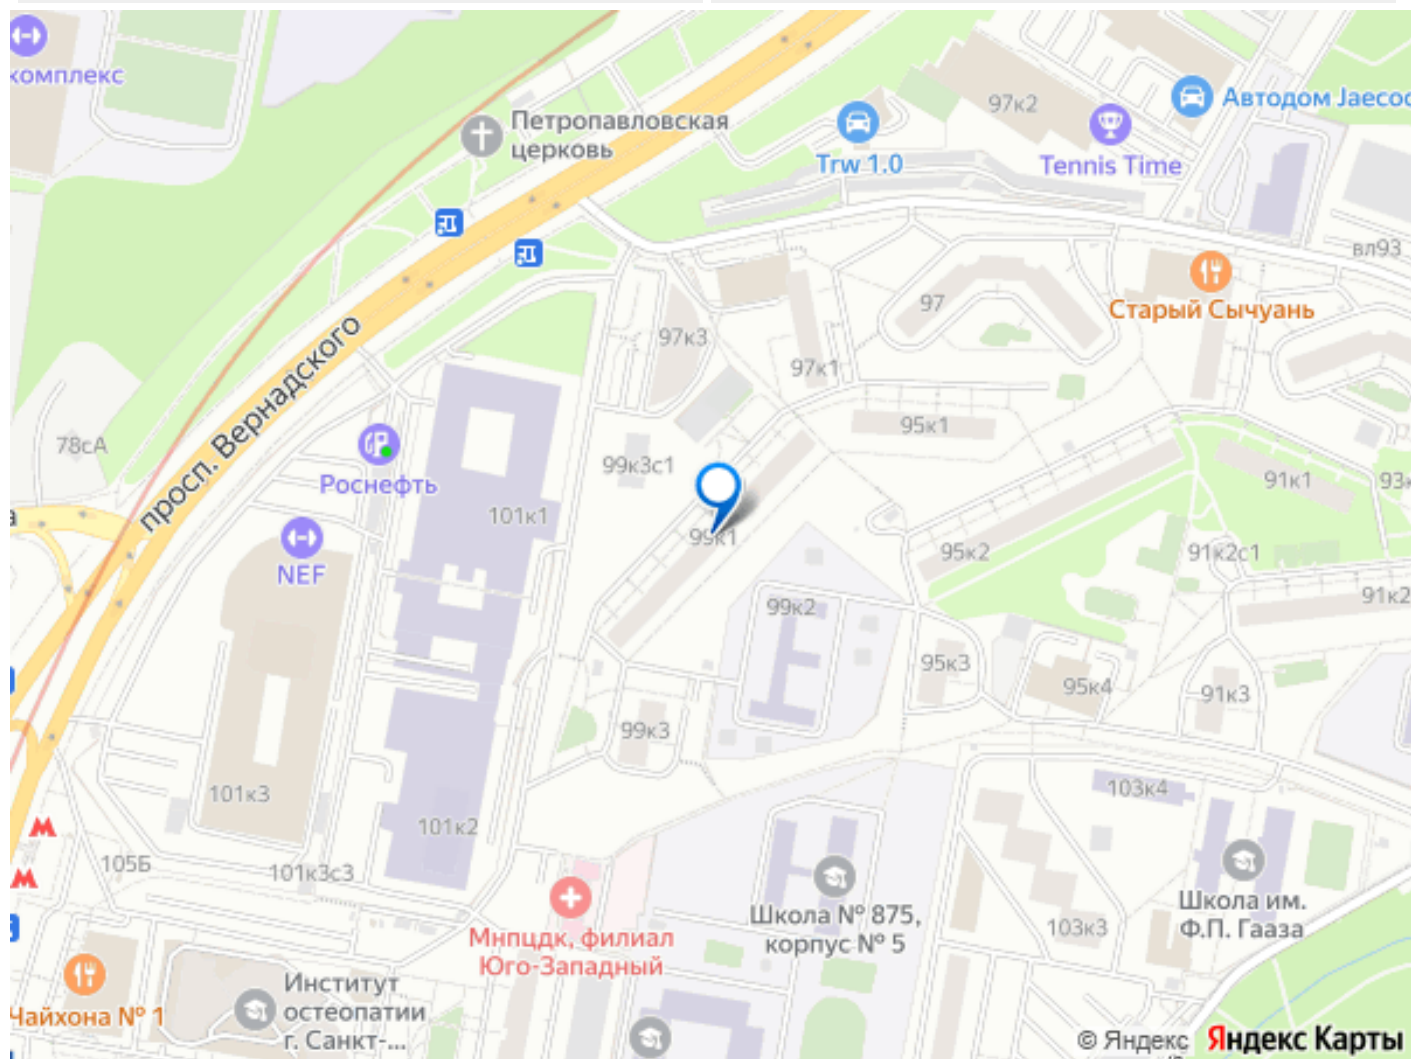 комплекс
Петропавловская
церковь
97к2
Автодом Jaecoo
Trw 1.0
Tennis Time
вл93
97
Старый Сычуань
97к3
97к1
просп. Вернадского
95к1
78сА
99к3с1
Роснефть
91к1
93к
101к1
99к1
95к2
91к2с1
NEF
99к2
91к2
95к3
95к4
91к3
99к3
101к3
103к4
101к2
105Б
101к3с3
Школа № 875,
корпус № 5
Школа им.
Ф.П. Гааза
103к3
Мнпцдк, филиал
Юго-Западный
Институт
остеопатии
г. Санкт-...
Чайхона № 1
© Яндекс Яндекс Карты